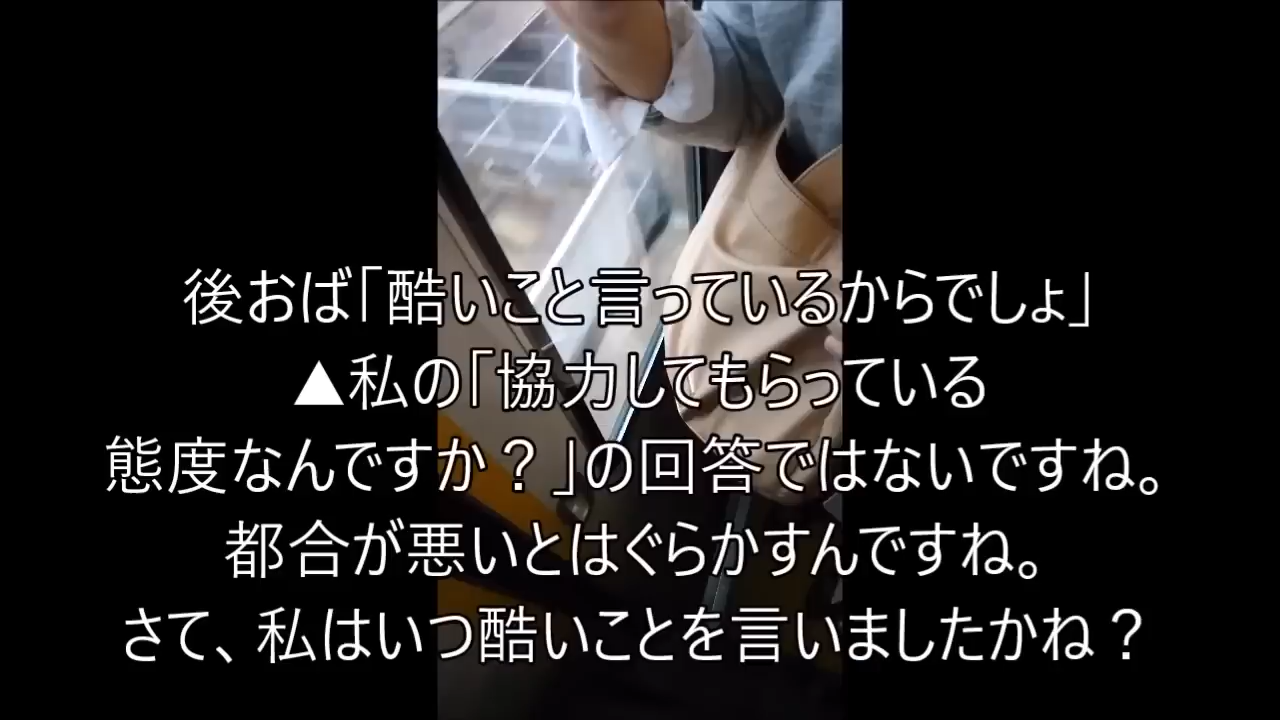 後おば「酷いこと言っているからでしょ」
▲私の「協力してもらっている
態度なんですか？」の回答ではないですね。
都合が悪いとはぐらかすんですね。
さて、私はいつ酷いことを言いましたかね？